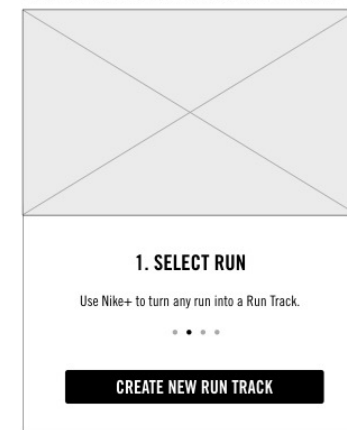 1. SELECT RUN
Use Nike+ to turn any run into a Run Track.
CREATE NEW RUN TRACK